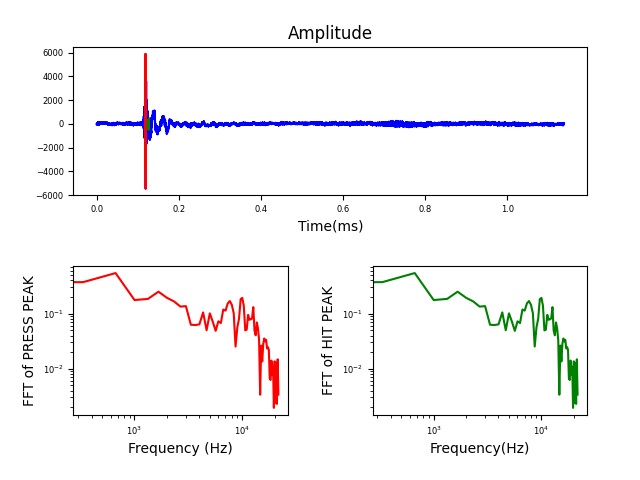 Amplitude
6000
4000
2000
0
−2000
−4000
−6000
0.0 0.2 0.4 0.6 0.8 1.0
Time(ms)
FFT of PRESS PEAK
10⁻¹
10⁻²
10³ 10⁴
Frequency (Hz)
FFT of HIT PEAK
10⁻¹
10⁻²
10³ 10⁴
Frequency(Hz)